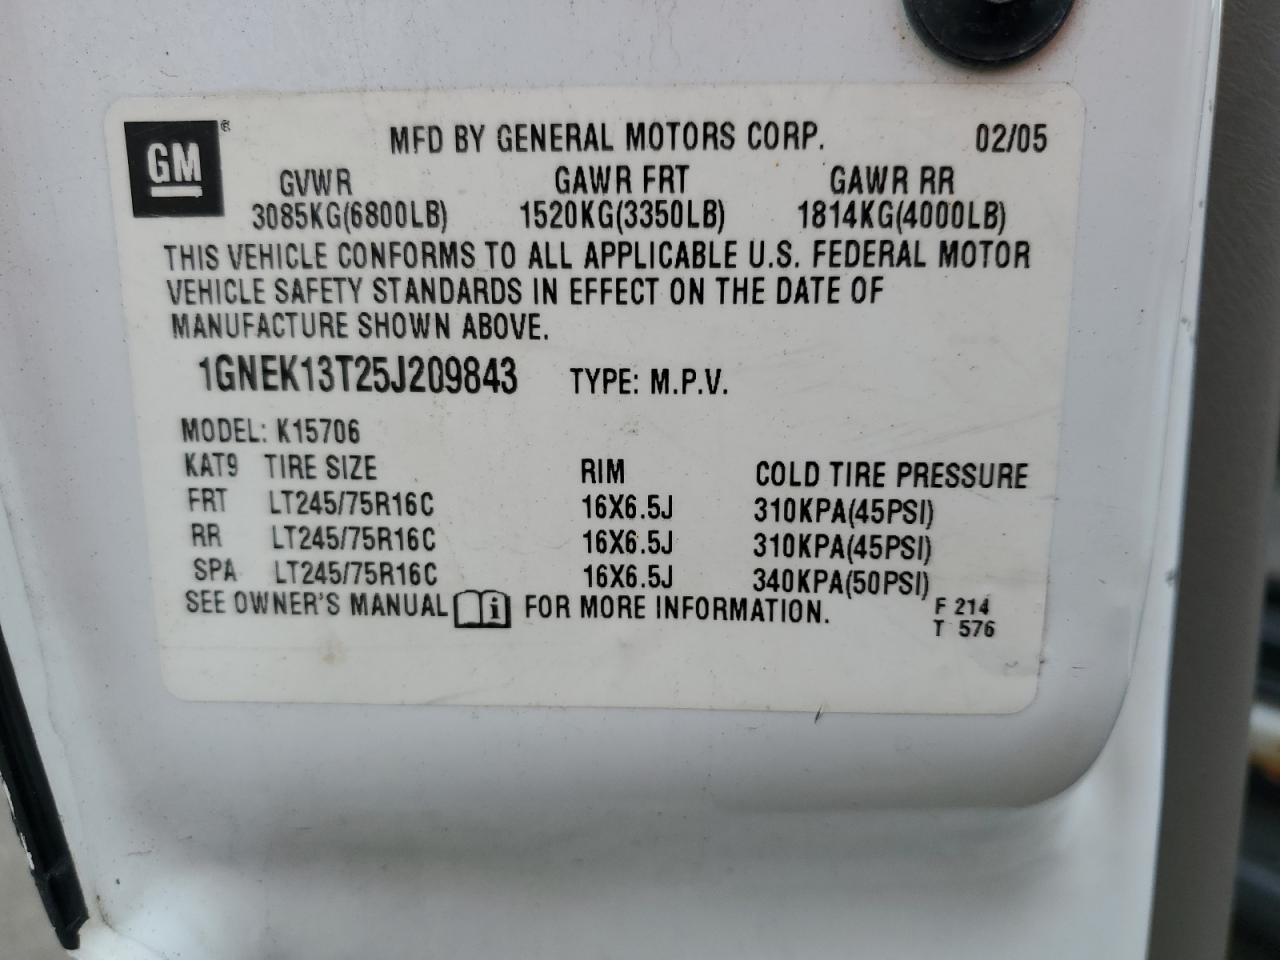 GM® MFD BY GENERAL MOTORS CORP. 02/05
GVWR GAWR FRT GAWR RR
3085KG(6800LB) 1520KG(3350LB) 1814KG(4000LB)
THIS VEHICLE CONFORMS TO ALL APPLICABLE U.S. FEDERAL MOTOR
VEHICLE SAFETY STANDARDS IN EFFECT ON THE DATE OF
MANUFACTURE SHOWN ABOVE.
1GNEK13T25J209843 TYPE: M.P.V.
MODEL: K15706
KAT9 TIRE SIZE RIM COLD TIRE PRESSURE
FRT LT245/75R16C 16X6.5J 310KPA(45PSI)
RR LT245/75R16C 16X6.5J 310KPA(45PSI)
SPA LT245/75R16C 16X6.5J 340KPA(50PSI)
SEE OWNER'S MANUAL i FOR MORE INFORMATION. F 214
T 576